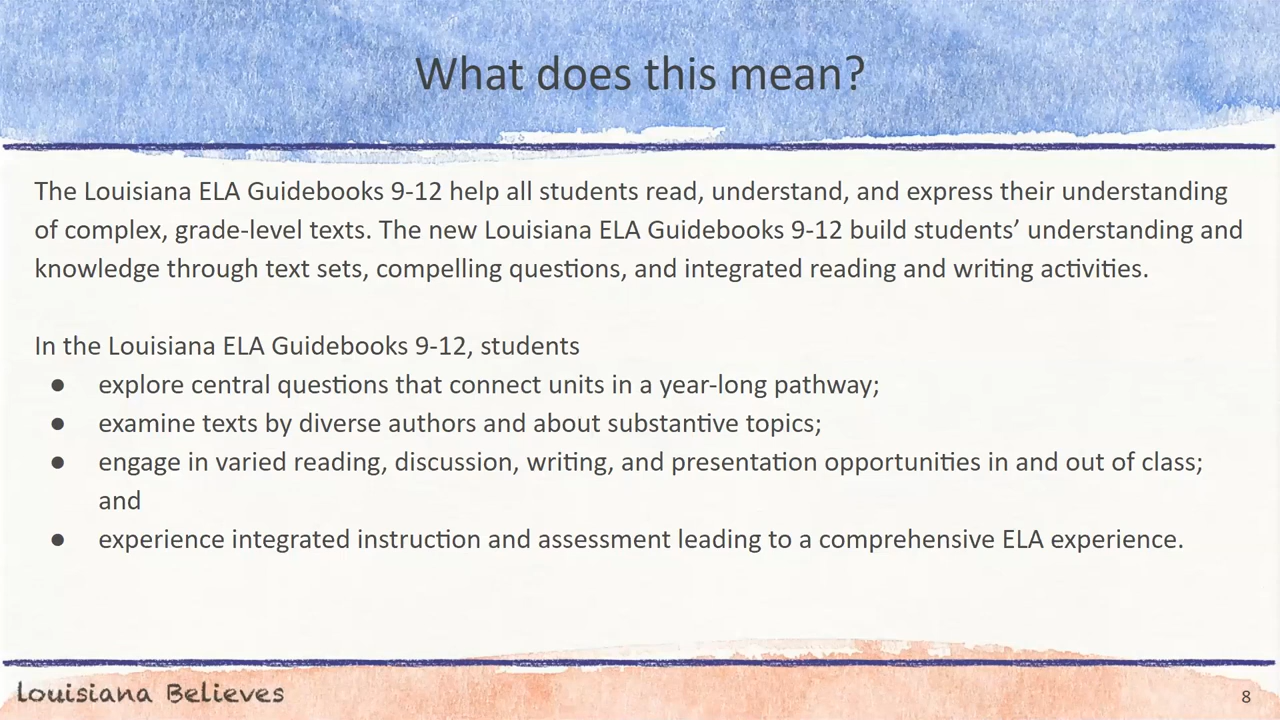 What does this mean?
The Louisiana ELA Guidebooks 9-12 help all students read, understand, and express their understanding
of complex, grade-level texts. The new Louisiana ELA Guidebooks 9-12 build students’ understanding and
knowledge through text sets, compelling questions, and integrated reading and writing activities.
In the Louisiana ELA Guidebooks 9-12, students
● explore central questions that connect units in a year-long pathway;
● examine texts by diverse authors and about substantive topics;
● engage in varied reading, discussion, writing, and presentation opportunities in and out of class;
and
● experience integrated instruction and assessment leading to a comprehensive ELA experience.
Louisiana Believes
8